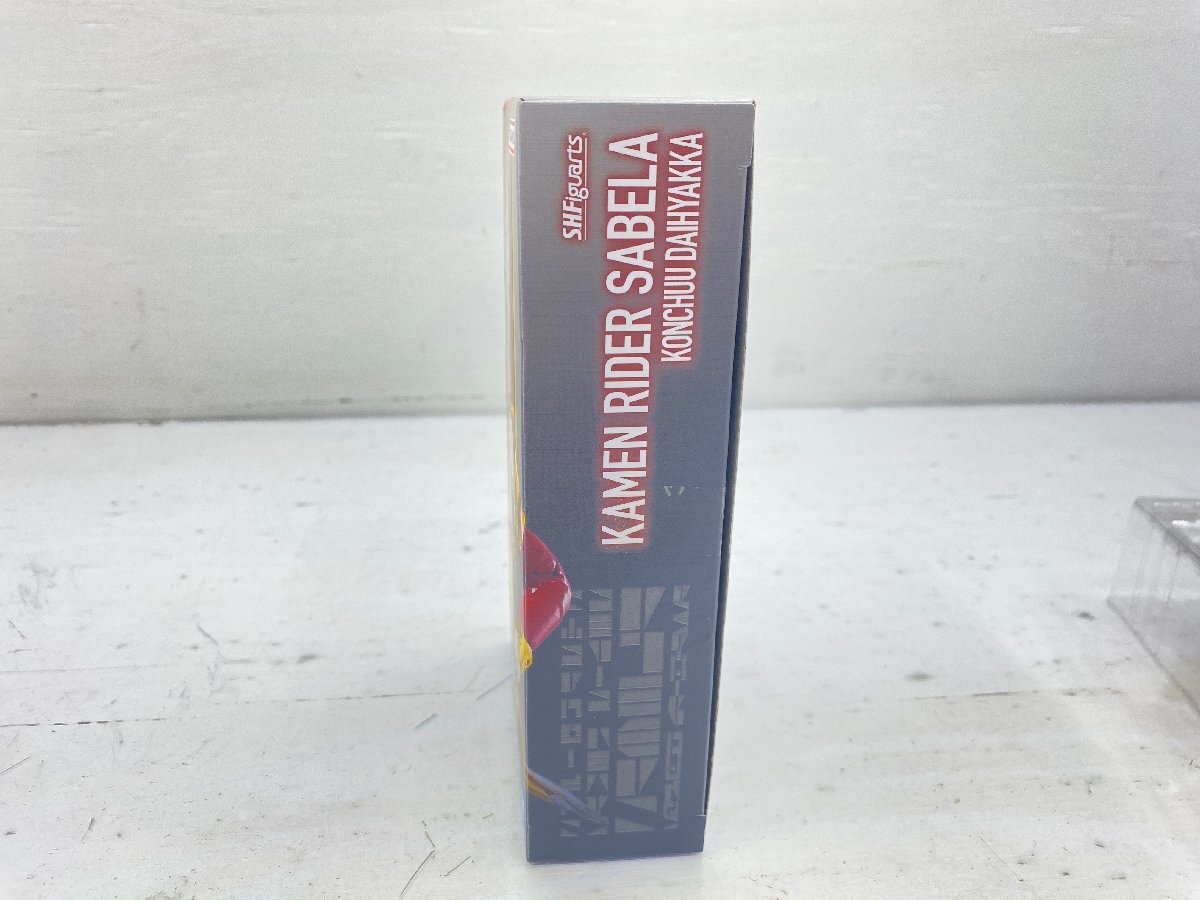 S.H.Figuarts
KAMEN RIDER SABELA
KONCHUU DAIHYAKKA